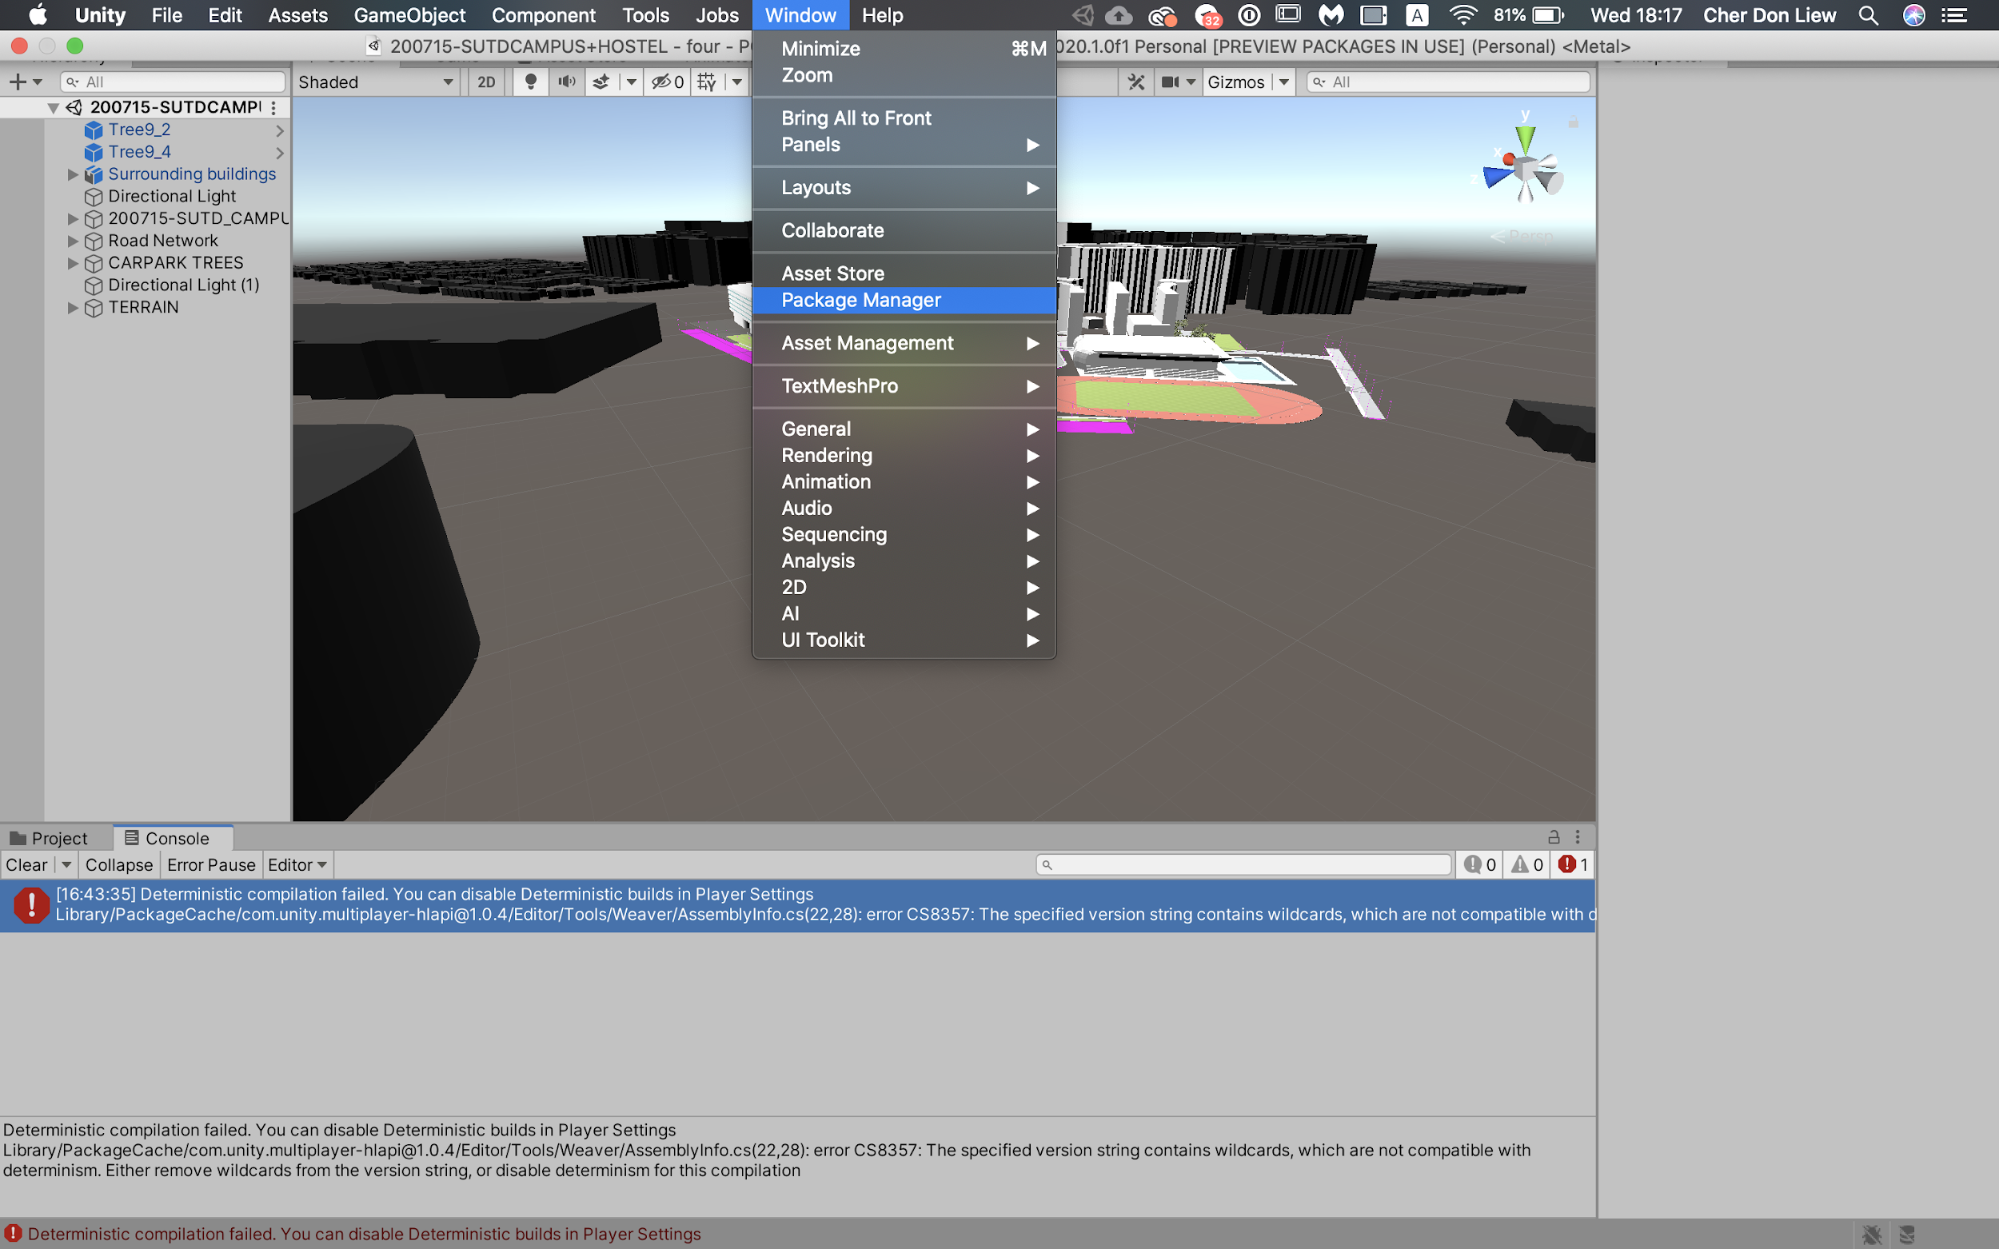 Unity File Edit Assets GameObject Component Tools Jobs Window Help 32 A 81% Wed 18:17 Cher Don Liew
200715-SUTDCAMPUS+HOSTEL - four - P
020.1.0f1 Personal [PREVIEW PACKAGES IN USE] (Personal) <Metal>
All
Shaded 2D 0 Gizmos All
200715-SUTDCAMPU
Tree9_2
Tree9_4
Surrounding buildings
Directional Light
200715-SUTD_CAMPU
Road Network
CARPARK TREES
Directional Light (1)
TERRAIN
Minimize ⌘M
Zoom
Bring All to Front
Panels
Layouts
Collaborate
Asset Store
Package Manager
Asset Management
TextMeshPro
General
Rendering
Animation
Audio
Sequencing
Analysis
2D
AI
UI Toolkit
y
x
z
Persp
Project Console
Clear Collapse Error Pause Editor 0 0 1
[16:43:35] Deterministic compilation failed. You can disable Deterministic builds in Player Settings
Library/PackageCache/com.unity.multiplayer-hlapi@1.0.4/Editor/Tools/Weaver/AssemblyInfo.cs(22,28): error CS8357: The specified version string contains wildcards, which are not compatible with d
Deterministic compilation failed. You can disable Deterministic builds in Player Settings
Library/PackageCache/com.unity.multiplayer-hlapi@1.0.4/Editor/Tools/Weaver/AssemblyInfo.cs(22,28): error CS8357: The specified version string contains wildcards, which are not compatible with
determinism. Either remove wildcards from the version string, or disable determinism for this compilation
Deterministic compilation failed. You can disable Deterministic builds in Player Settings